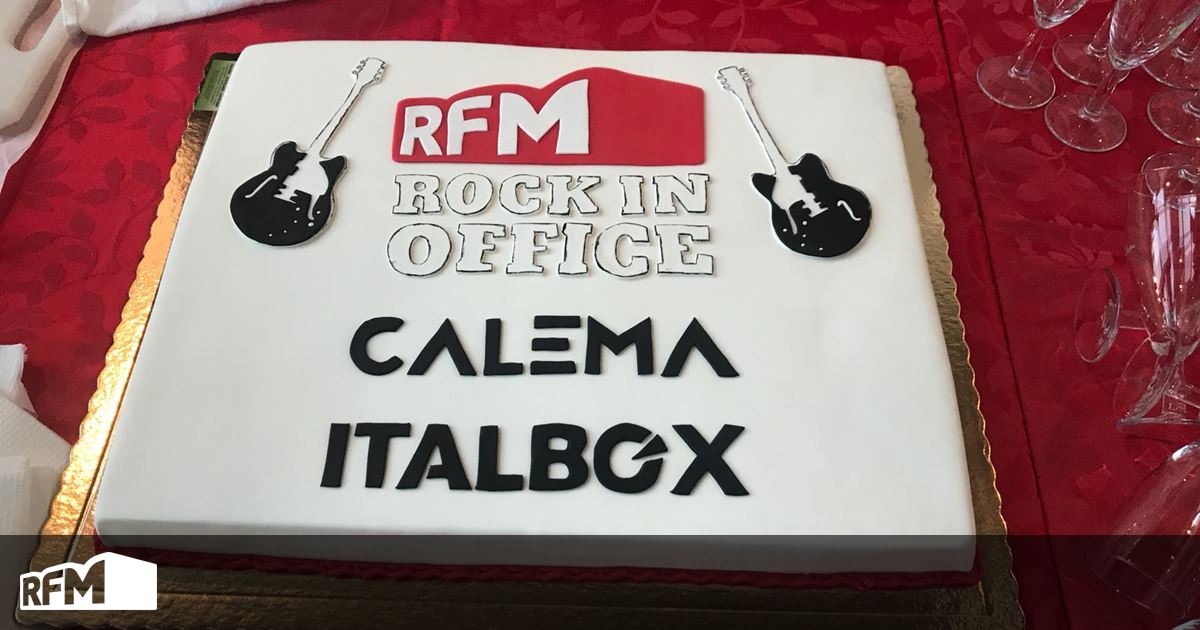 RFM
ROCK IN
OFFICE
CALEMA
ITALBOX
RFM